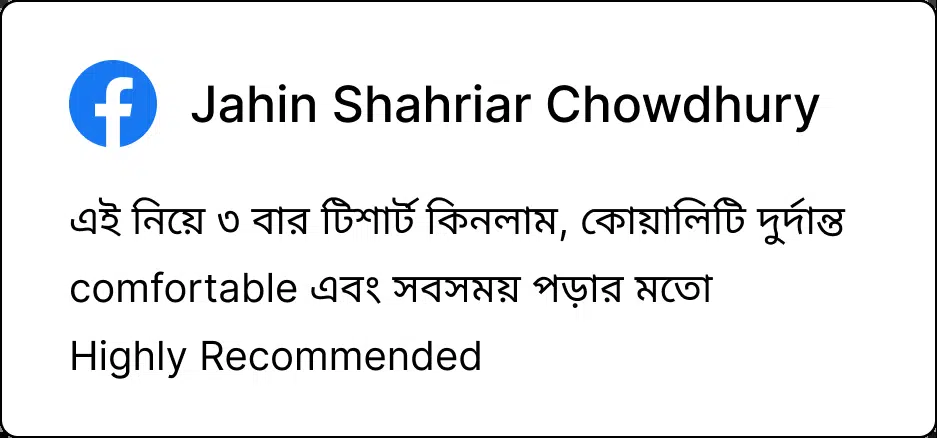 Jahin Shahriar Chowdhury
এই নিয়ে ৩ বার টিশার্ট কিনলাম, কোয়ালিটি দুর্দান্ত
comfortable এবং সবসময় পড়ার মতো
Highly Recommended